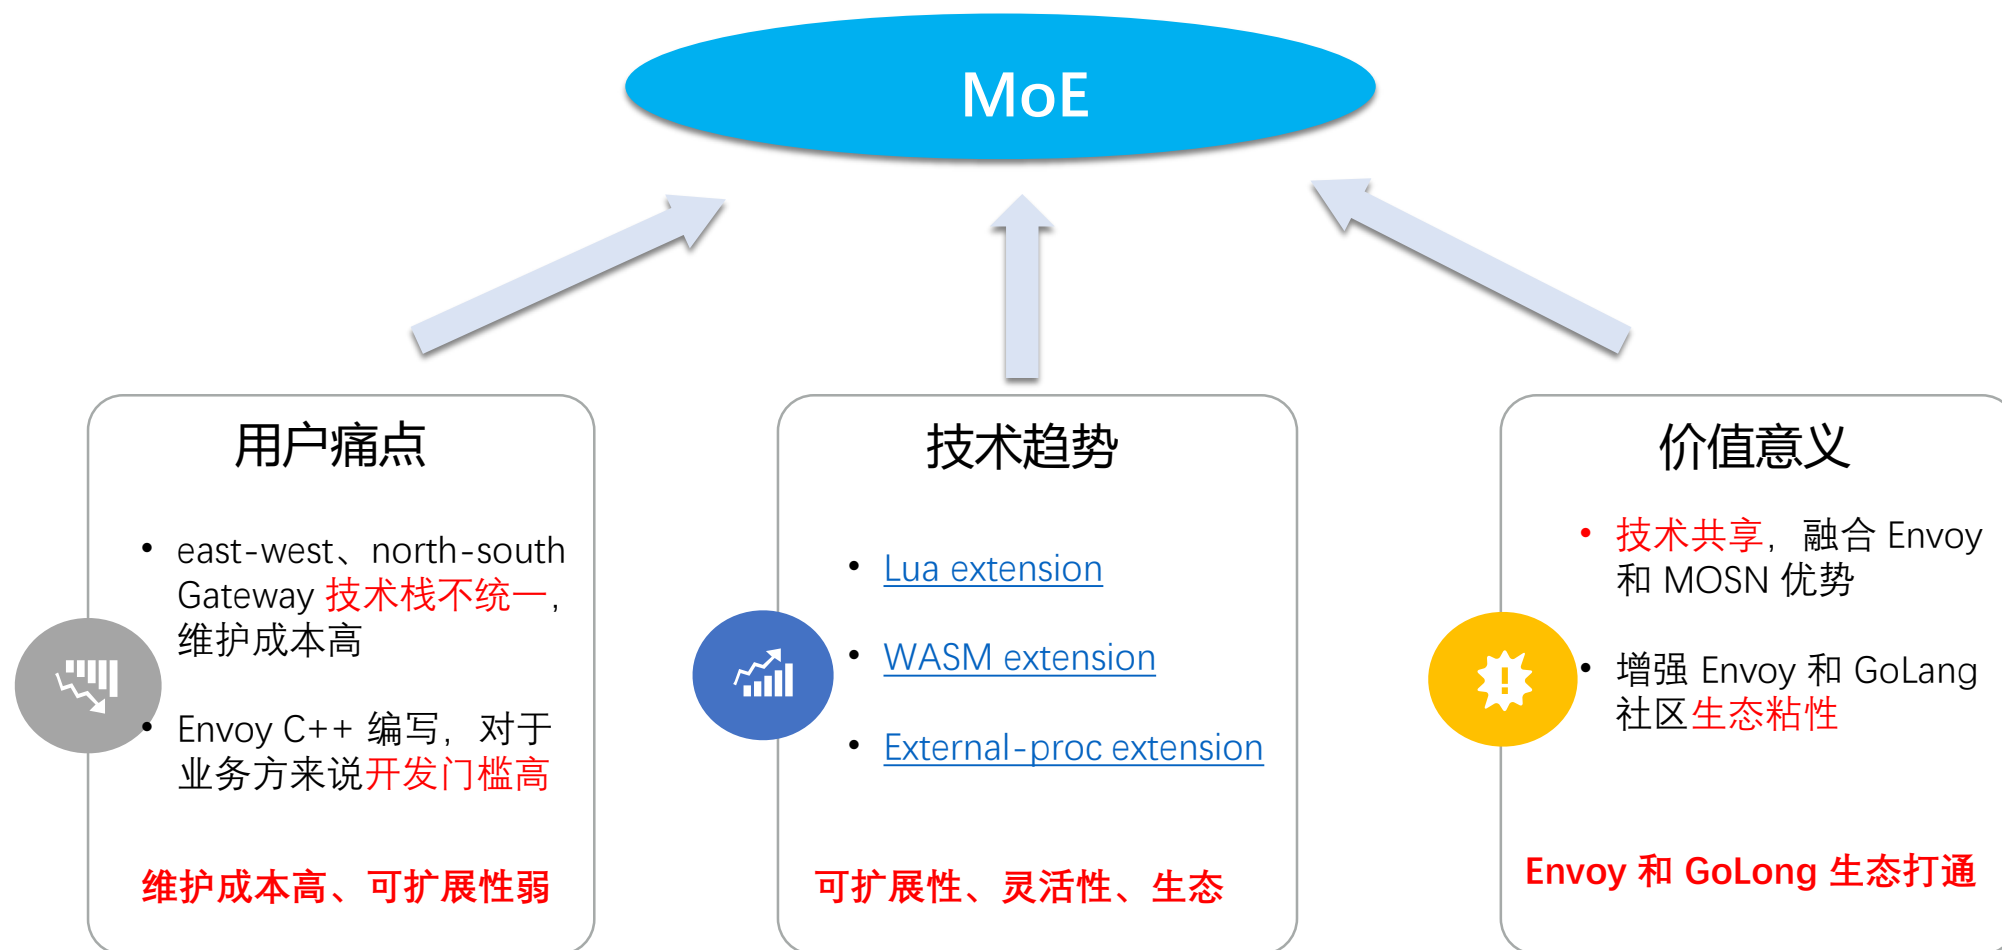 MoE
用户痛点
• east-west、north-south
Gateway 技术栈不统一，
维护成本高
• Envoy C++ 编写，对于
业务方来说开发门槛高
维护成本高、可扩展性弱
技术趋势
• Lua extension
• WASM extension
• External-proc extension
可扩展性、灵活性、生态
价值意义
• 技术共享，融合 Envoy
和 MOSN 优势
• 增强 Envoy 和 GoLang
社区生态粘性
Envoy 和 GoLong 生态打通